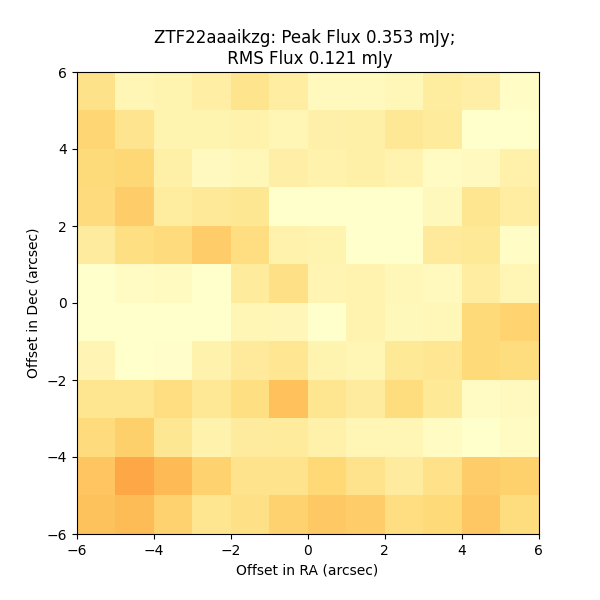 ZTF22aaaikzg: Peak Flux 0.353 mJy;
RMS Flux 0.121 mJy
6
4
2
0
−2
−4
−6
Offset in Dec (arcsec)
−6 −4 −2 0 2 4 6
Offset in RA (arcsec)